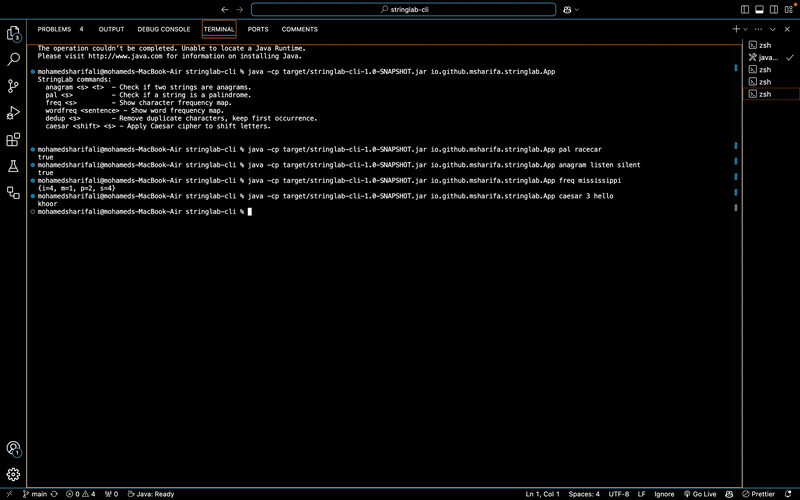 stringlab-cli
PROBLEMS 4 OUTPUT DEBUG CONSOLE TERMINAL PORTS COMMENTS
3
The operation couldn't be completed. Unable to locate a Java Runtime.
Please visit http://www.java.com for information on installing Java.
mohamedsharifali@mohameds-MacBook-Air stringlab-cli % java -cp target/stringlab-cli-1.0-SNAPSHOT.jar io.github.msharifa.stringlab.App
StringLab commands:
anagram <s> <t> - Check if two strings are anagrams.
pal <s> - Check if a string is a palindrome.
freq <s> - Show character frequency map.
wordfreq <sentence> - Show word frequency map.
dedup <s> - Remove duplicate characters, keep first occurrence.
caesar <shift> <s> - Apply Caesar cipher to shift letters.
mohamedsharifali@mohameds-MacBook-Air stringlab-cli % java -cp target/stringlab-cli-1.0-SNAPSHOT.jar io.github.msharifa.stringlab.App pal racecar
true
mohamedsharifali@mohameds-MacBook-Air stringlab-cli % java -cp target/stringlab-cli-1.0-SNAPSHOT.jar io.github.msharifa.stringlab.App anagram listen silent
true
mohamedsharifali@mohameds-MacBook-Air stringlab-cli % java -cp target/stringlab-cli-1.0-SNAPSHOT.jar io.github.msharifa.stringlab.App freq mississippi
{i=4, m=1, p=2, s=4}
mohamedsharifali@mohameds-MacBook-Air stringlab-cli % java -cp target/stringlab-cli-1.0-SNAPSHOT.jar io.github.msharifa.stringlab.App caesar 3 hello
khoor
mohamedsharifali@mohameds-MacBook-Air stringlab-cli %
zsh
java...
zsh
zsh
1
main 0 4 0 Java: Ready Ln 1, Col 1 Spaces: 4 UTF-8 LF Ignore Go Live Prettier